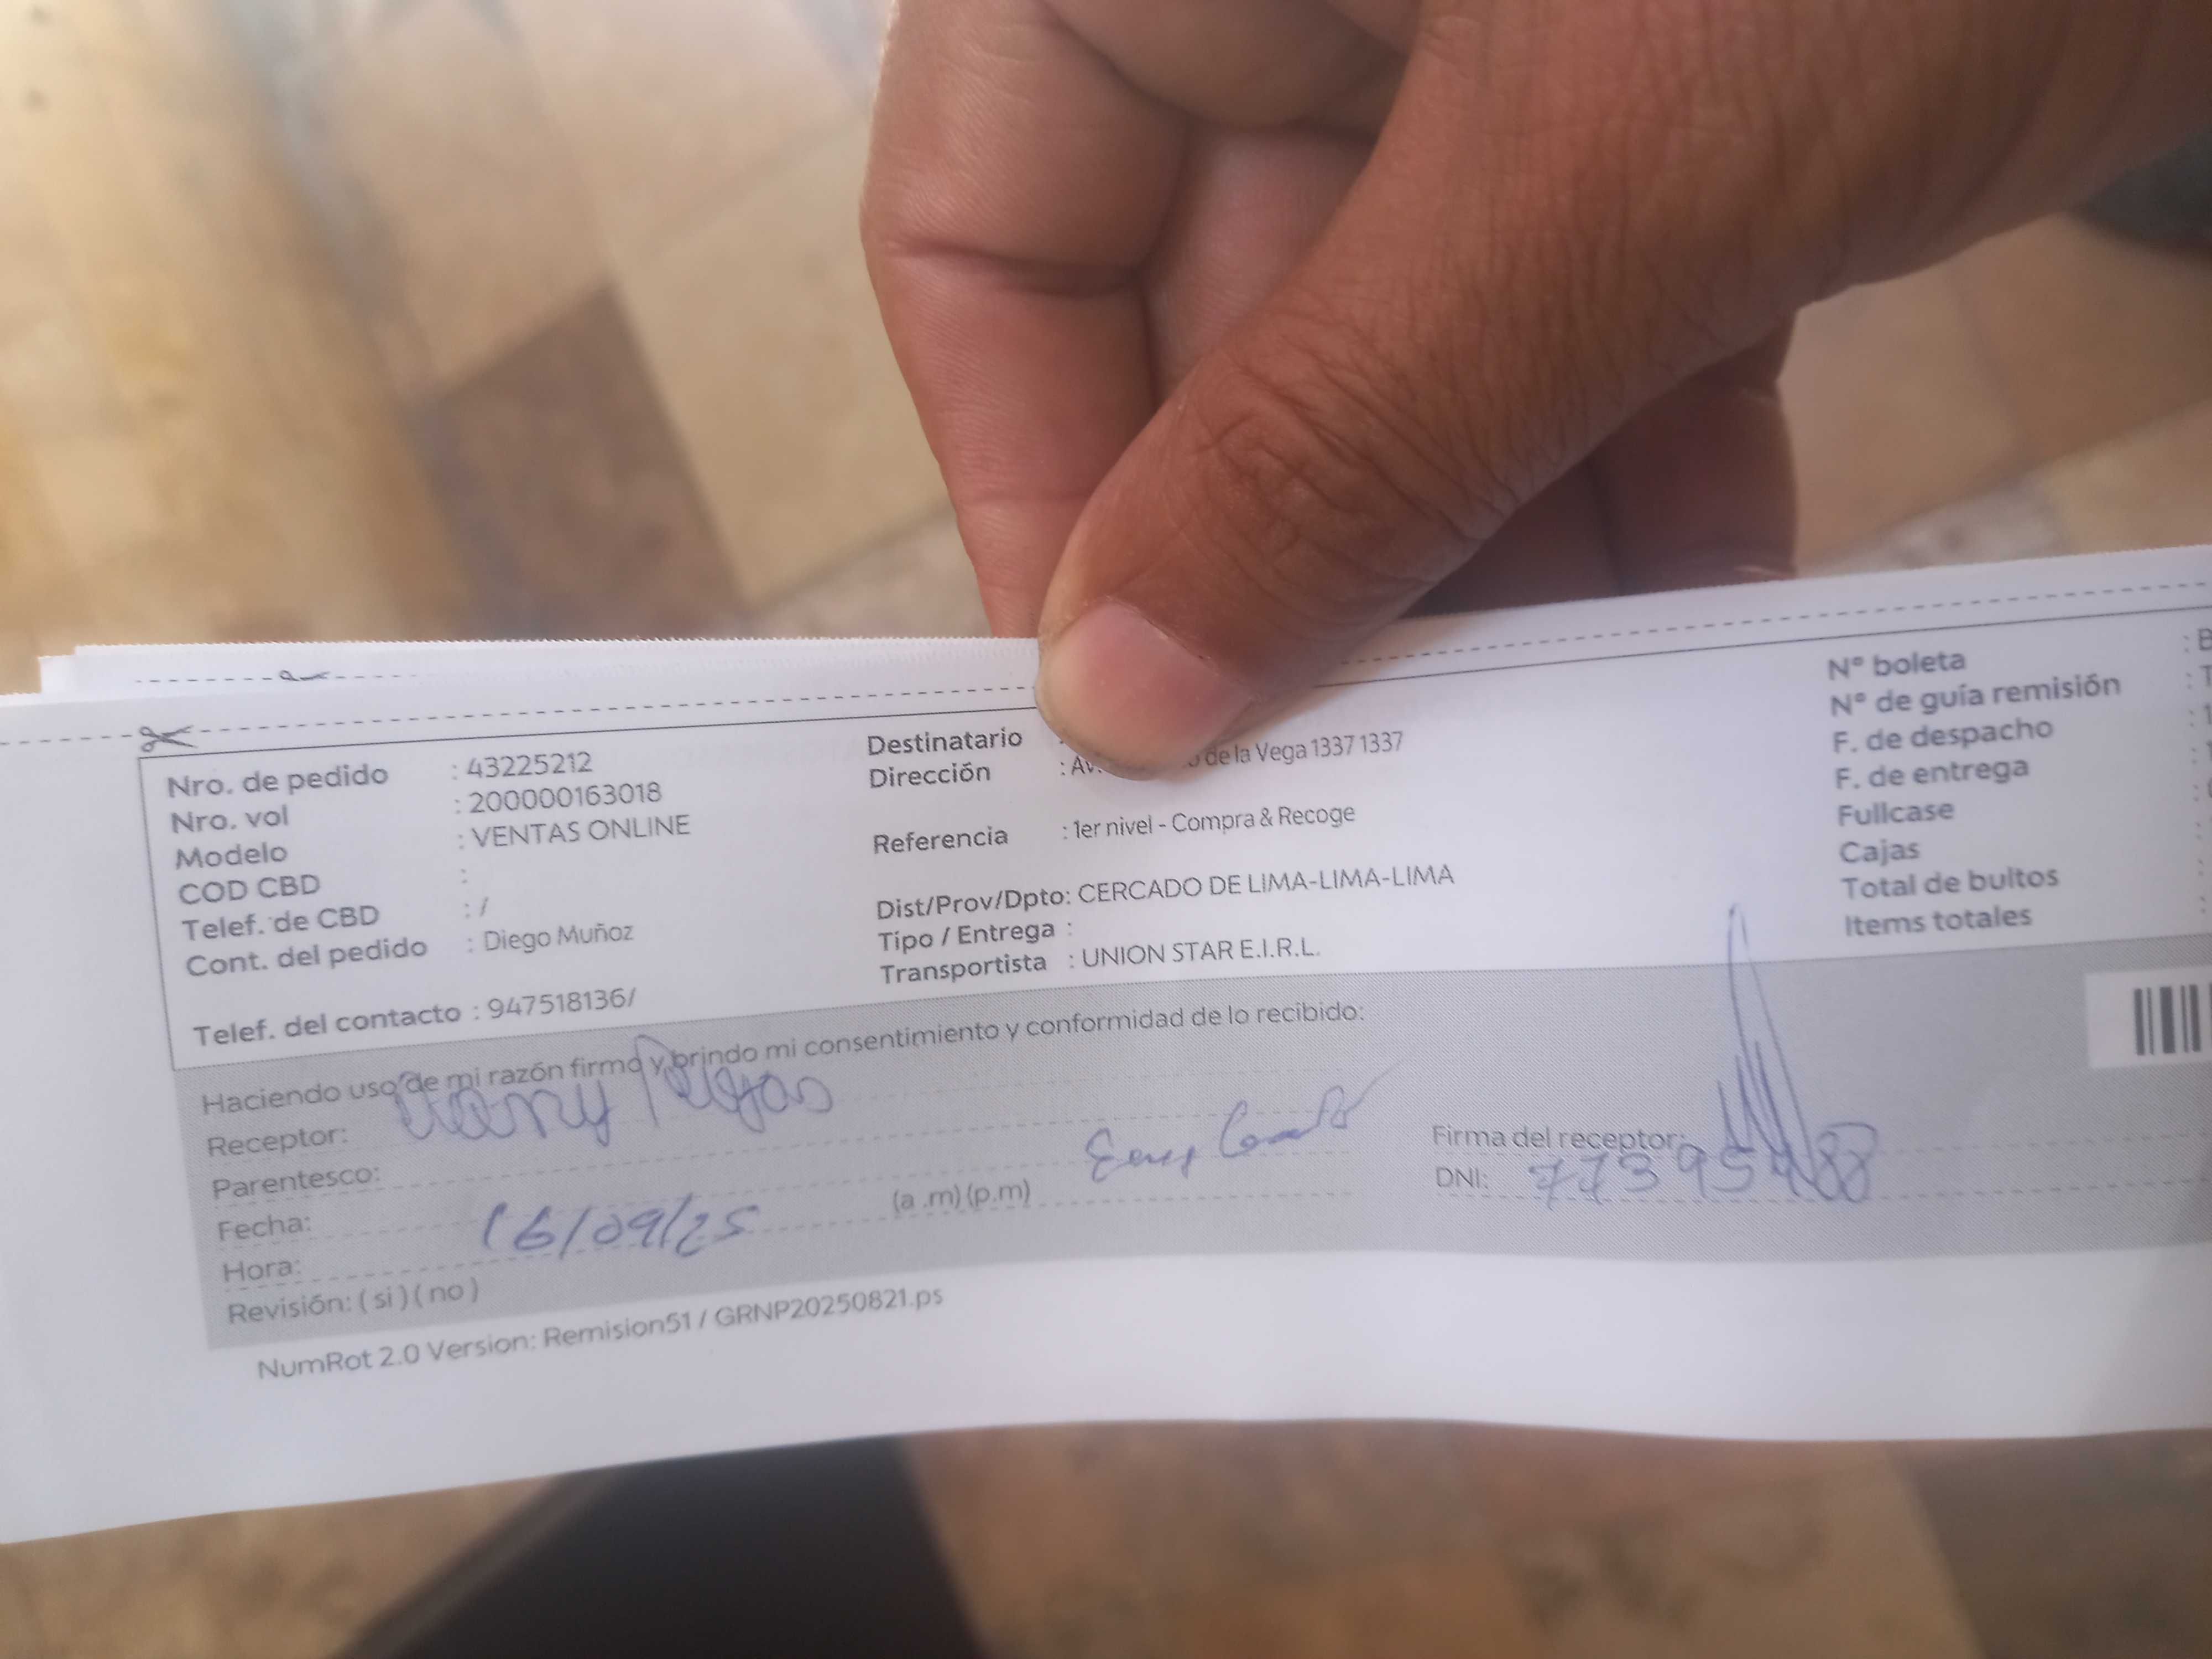 Nro. de pedido : 43225212
Nro. vol : 200000163018
Modelo : VENTAS ONLINE
COD CBD :
Telef. de CBD : /
Cont. del pedido : Diego Muñoz
Telef. del contacto : 947518136/
Destinatario :
Dirección : Av. de la Vega 1337 1337
Referencia : 1er nivel - Compra & Recoge
Dist/Prov/Dpto: CERCADO DE LIMA-LIMA-LIMA
Tipo / Entrega :
Transportista : UNION STAR E.I.R.L.
Nº boleta : B
Nº de guía remisión : T
F. de despacho : 1
F. de entrega :
Fullcase :
Cajas :
Total de bultos :
Items totales :
Haciendo uso de mi razón firmo y brindo mi consentimiento y conformidad de lo recibido:
Receptor: Rojas
Parentesco:
Fecha: 16/09/25
Hora: (a .m) (p.m)
Revisión: ( si ) ( no )
Firma del receptor:
DNI:
NumRot 2.0 Version: Remision51 / GRNP20250821.ps